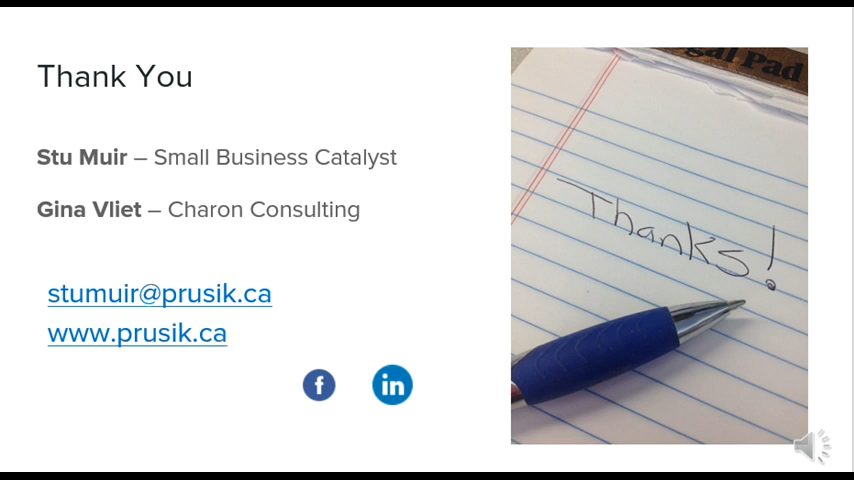 Thank You
Stu Muir – Small Business Catalyst
Gina Vliet – Charon Consulting
stumuir@prusik.ca
www.prusik.ca
f
in
Pad
Thanks!